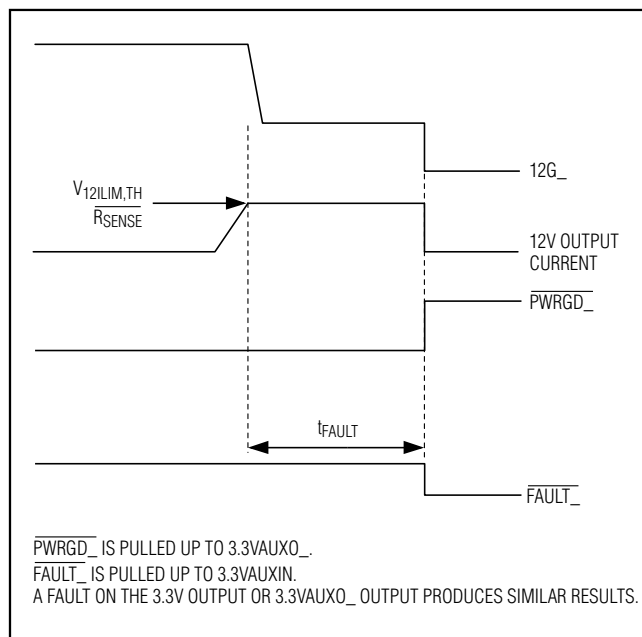 12G_
V12ILIM,TH
RSENSE
12V OUTPUT
CURRENT
PWRGD_
tFAULT
FAULT_
PWRGD_ IS PULLED UP TO 3.3VAUXO_.
FAULT_ IS PULLED UP TO 3.3VAUXIN.
A FAULT ON THE 3.3V OUTPUT OR 3.3VAUXO_ OUTPUT PRODUCES SIMILAR RESULTS.